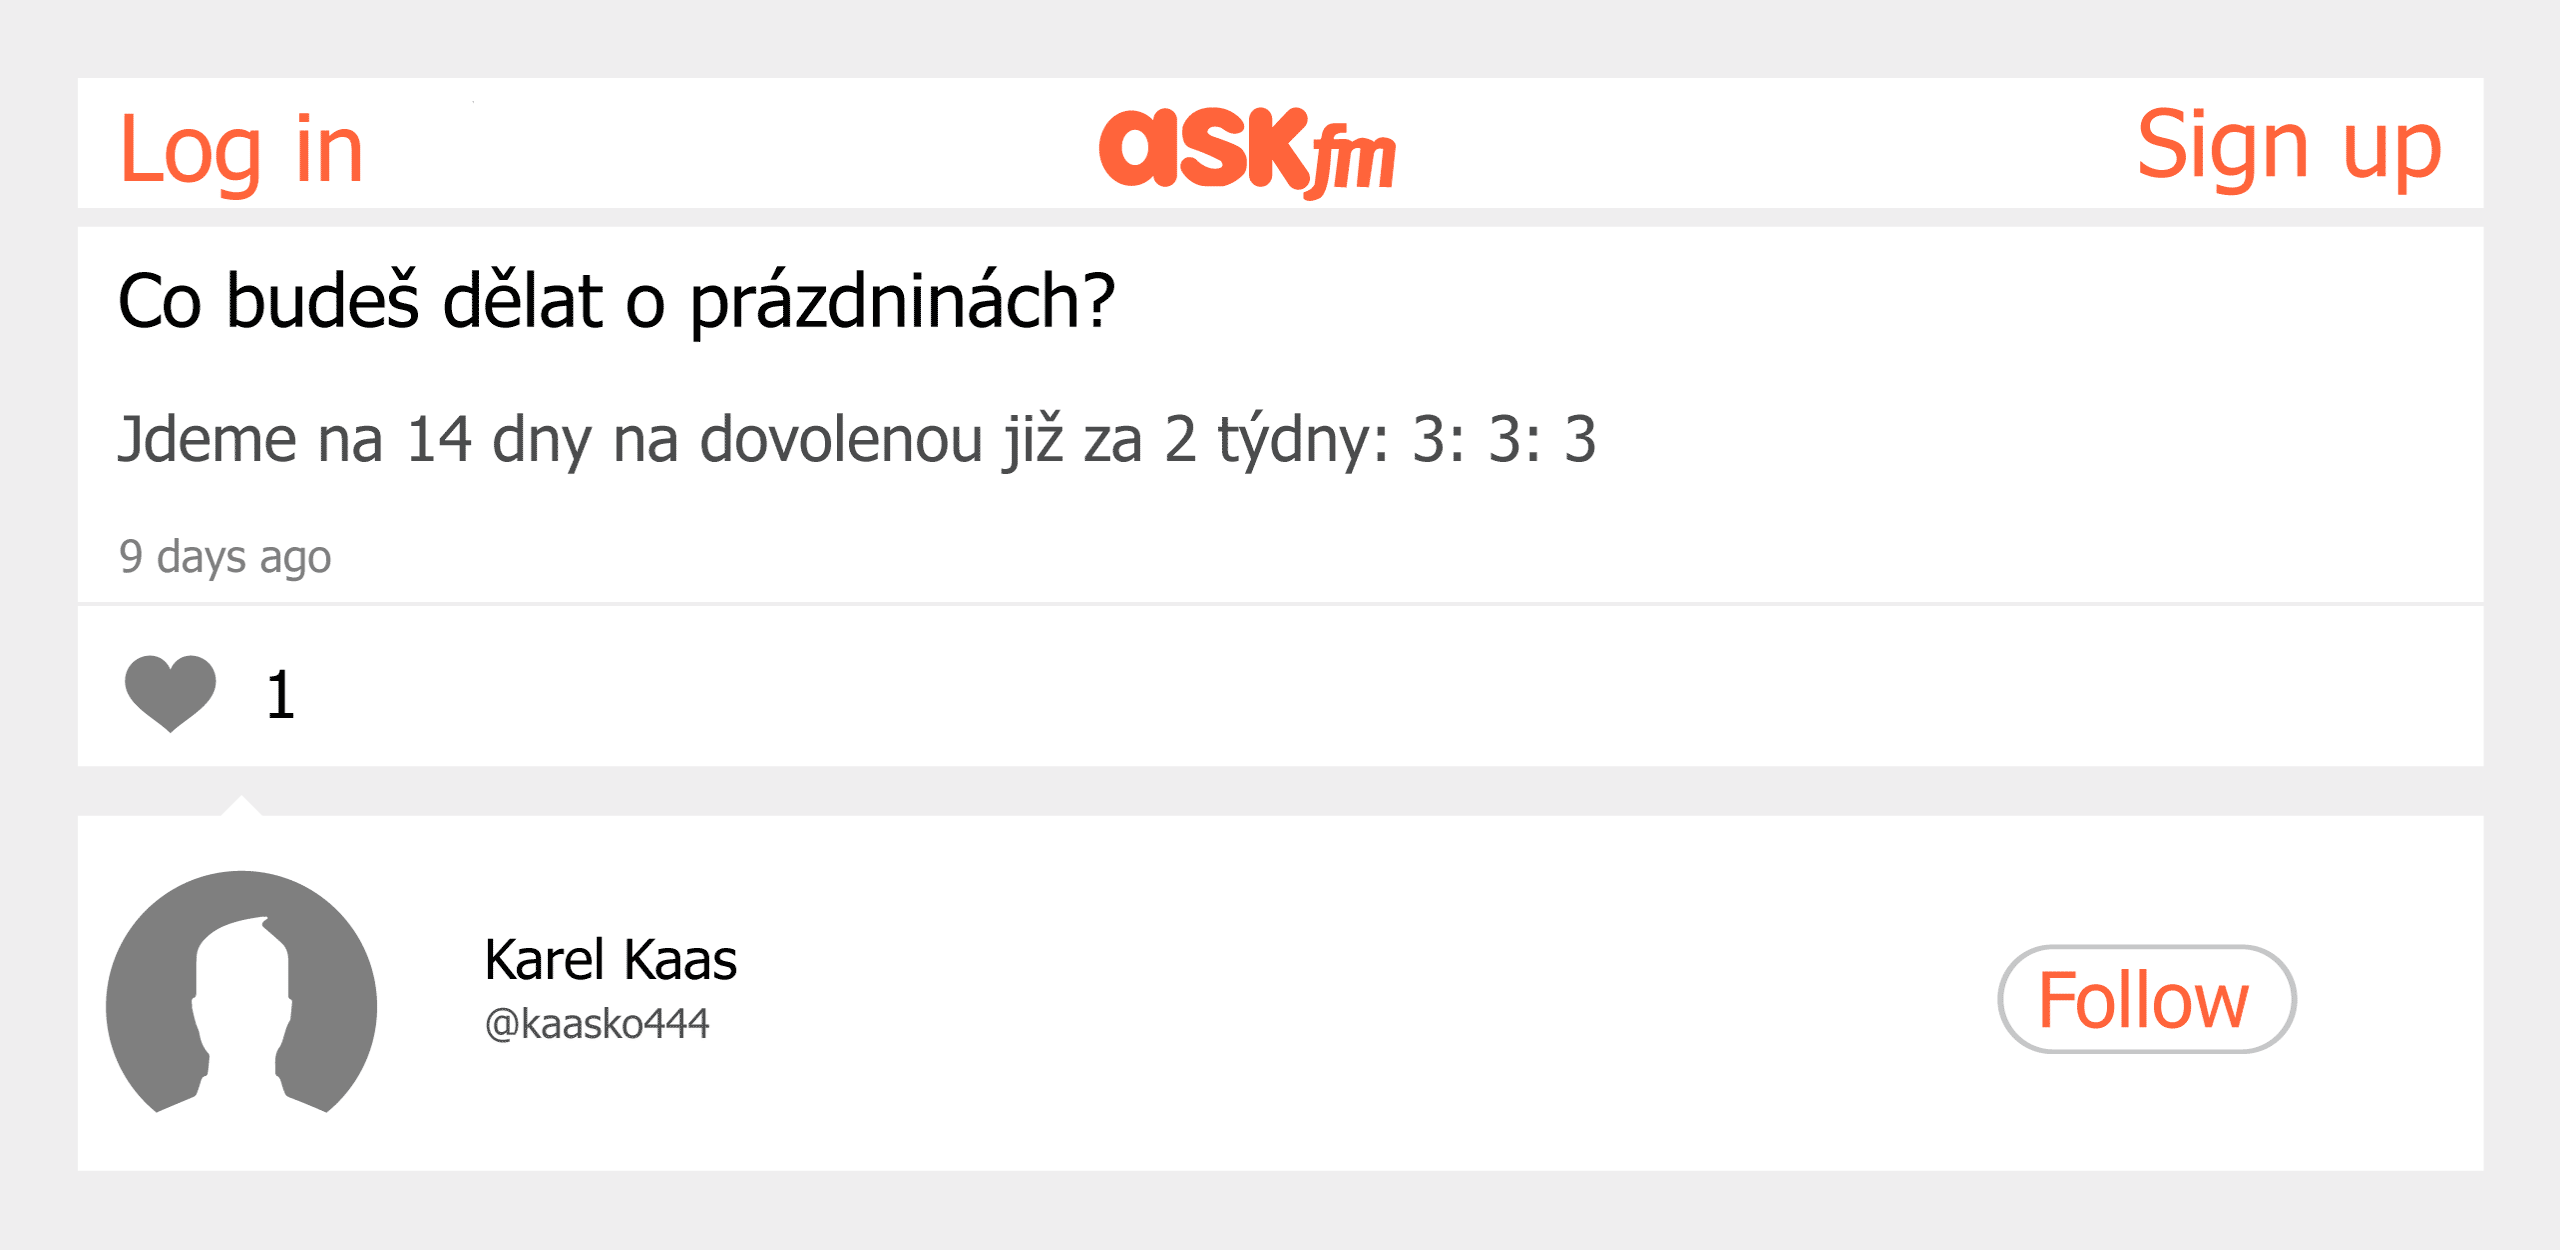 Log in
askfm
Sign up
Co budeš dělat o prázdninách?
Jdeme na 14 dny na dovolenou již za 2 týdny: 3: 3: 3
9 days ago
1
Karel Kaas
@kaasko444
Follow